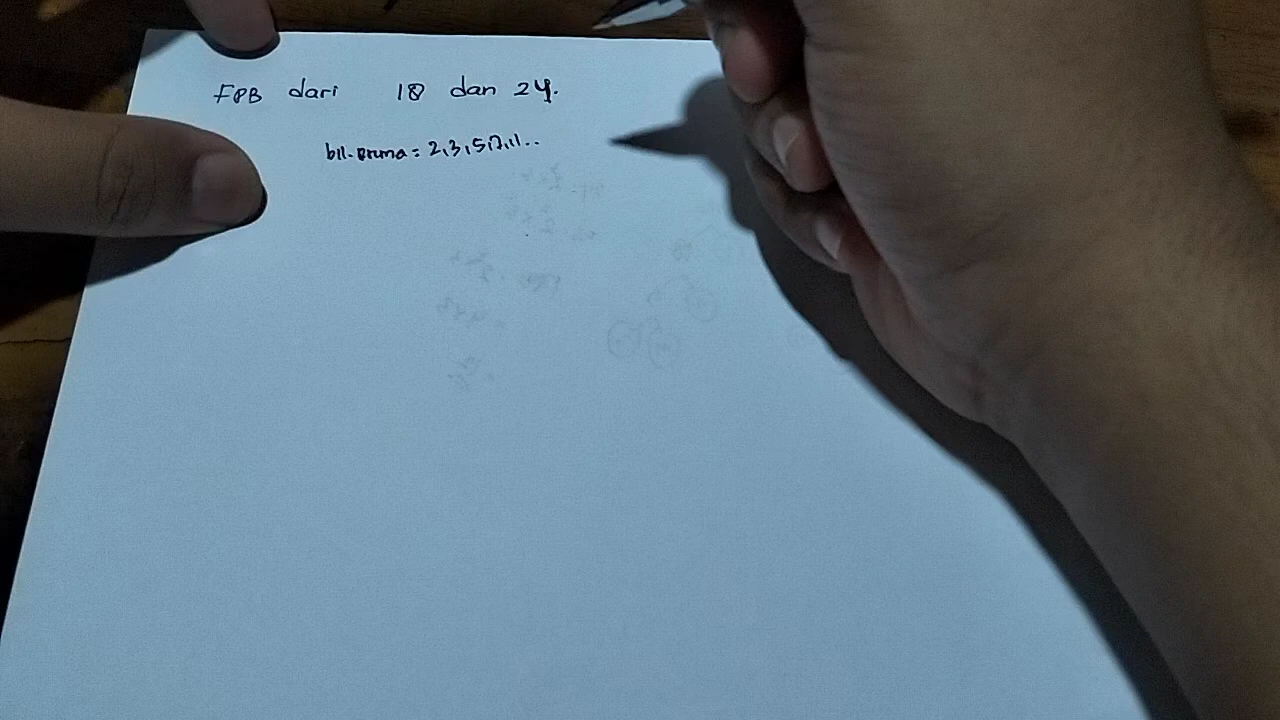 FPB dari 18 dan 24.
bil. prima = 2,3,5,7,11..